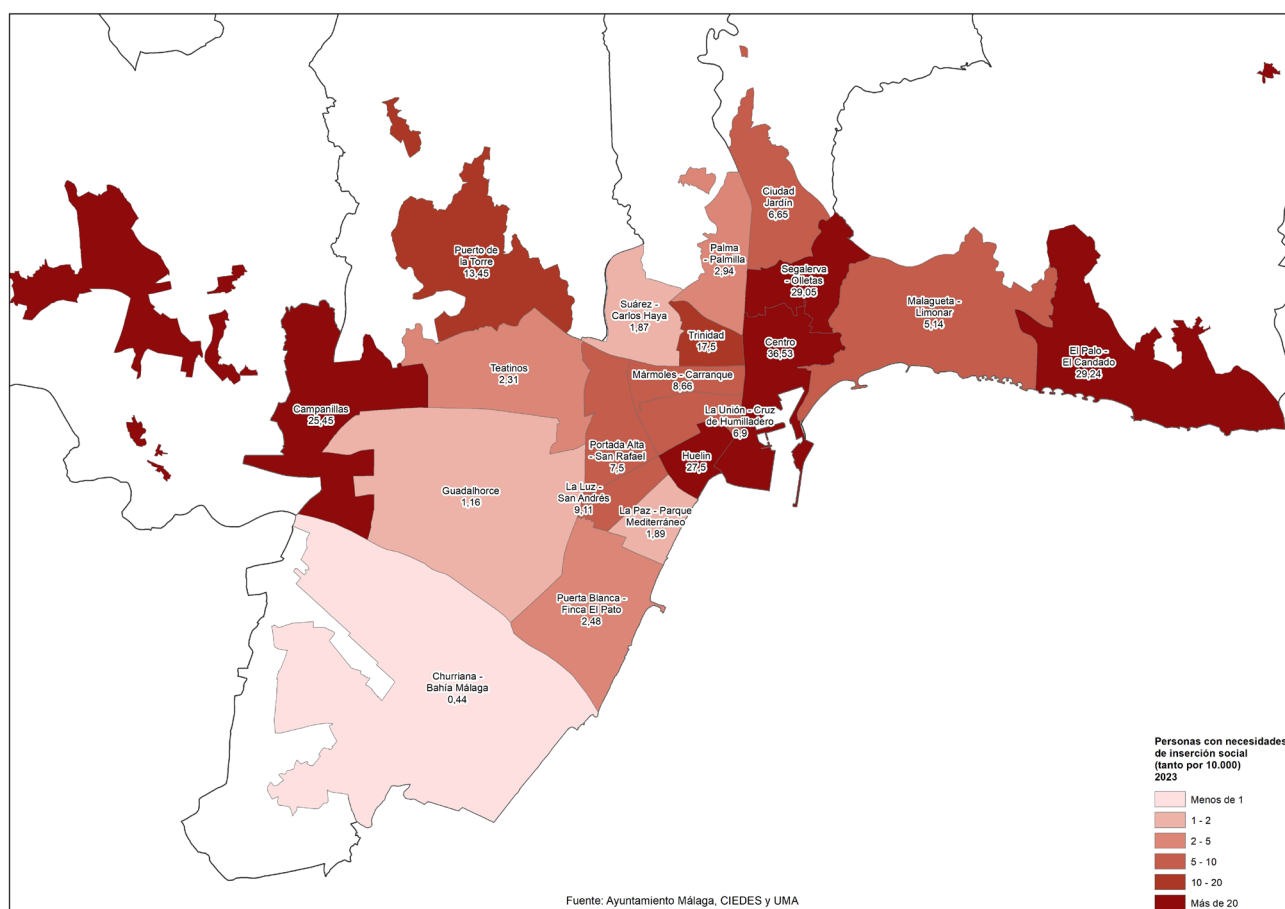 Ciudad
Jardín
6,65
Puerto de
la Torre
13,45
Palma
- Palmilla
2,94
Segalerva
- Olletas
29,05
Suárez -
Carlos Haya
1,87
Malagueta -
Limonar
5,14
Trinidad
17,5
Centro
36,53
El Palo -
El Candado
29,24
Teatinos
2,31
Mármoles - Carranque
8,66
Campanillas
25,45
La Unión - Cruz
de Humilladero
6,9
Portada Alta
- San Rafael
7,5
Huelin
27,5
Guadalhorce
1,16
La Luz -
San Andrés
9,11
La Paz - Parque
Mediterráneo
1,89
Puerta Blanca -
Finca El Pato
2,48
Churriana -
Bahía Málaga
0,44
Personas con necesidades
de inserción social
(tanto por 10.000)
2023
Menos de 1
1 - 2
2 - 5
5 - 10
10 - 20
Más de 20
Fuente: Ayuntamiento Málaga, CIEDES y UMA